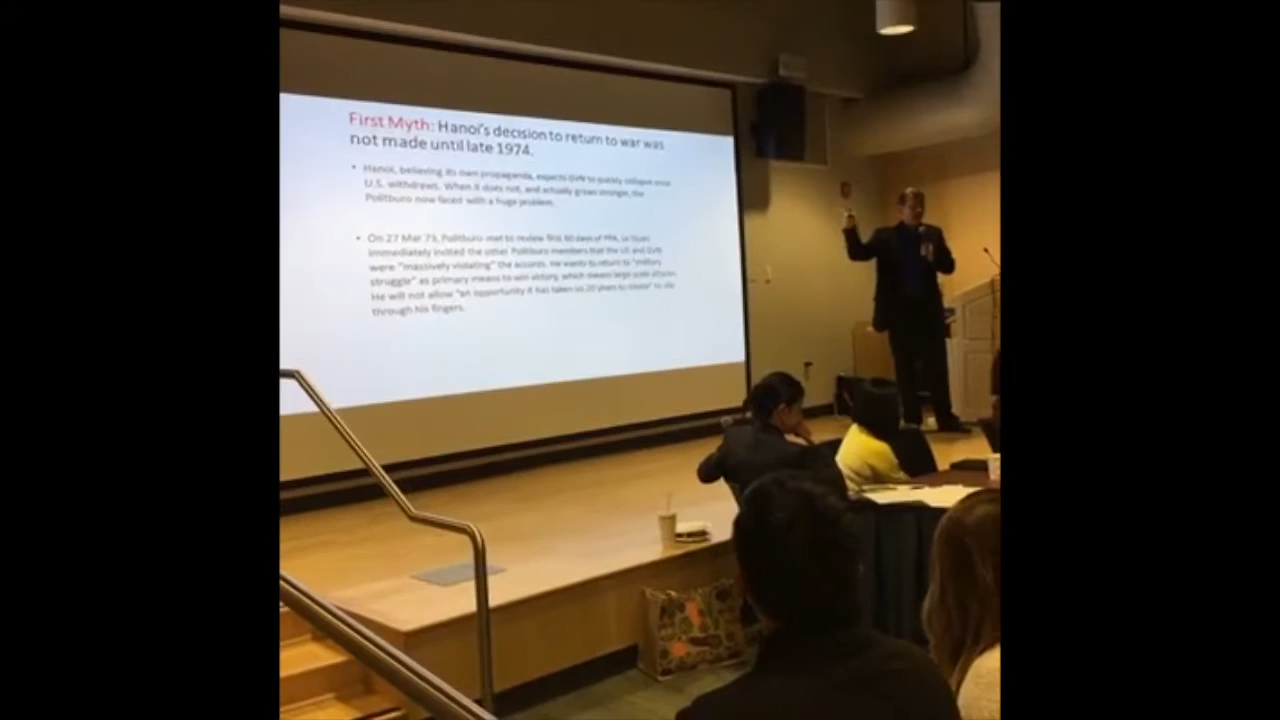 First Myth: Hanoi's decision to return to war was
not made until late 1974.
• Hanoi, believing its own propaganda, expects GVN to quickly collapse once
U.S. withdraws. When it does not, and actually grows stronger, the
Politburo now faced with a huge problem.
• On 27 Mar 73, Politburo met to review first 60 days of PPA. Le Duan
immediately incited the other Politburo members that the US and GVN
were "massively violating" the accords. He wants to return to "military
struggle" as primary means to win victory, which means large scale attacks.
He will not allow "an opportunity it has taken us 20 years to create" to slip
through his fingers.